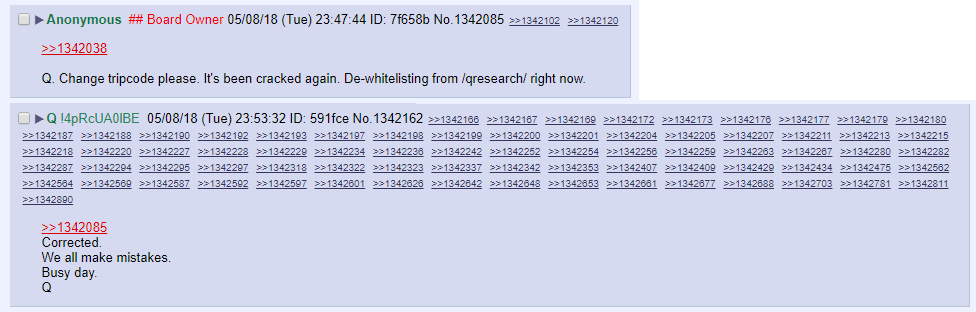 Anonymous ## Board Owner 05/08/18 (Tue) 23:47:44 ID: 7f658b No.1342085 >>1342102 >>1342120
>>1342038
Q. Change tripcode please. It's been cracked again. De-whitelisting from /qresearch/ right now.
Q !4pRcUA0lBE 05/08/18 (Tue) 23:53:32 ID: 591fce No.1342162 >>1342166 >>1342167 >>1342169 >>1342172 >>1342173 >>1342176 >>1342177 >>1342179 >>1342180
>>1342187 >>1342188 >>1342190 >>1342192 >>1342193 >>1342197 >>1342198 >>1342199 >>1342200 >>1342201 >>1342204 >>1342205 >>1342207 >>1342211 >>1342213 >>1342215
>>1342218 >>1342220 >>1342227 >>1342228 >>1342229 >>1342234 >>1342236 >>1342242 >>1342252 >>1342254 >>1342256 >>1342259 >>1342263 >>1342267 >>1342280 >>1342282
>>1342287 >>1342294 >>1342295 >>1342297 >>1342318 >>1342322 >>1342323 >>1342337 >>1342342 >>1342353 >>1342407 >>1342409 >>1342429 >>1342434 >>1342475 >>1342562
>>1342564 >>1342569 >>1342587 >>1342592 >>1342597 >>1342601 >>1342626 >>1342642 >>1342648 >>1342653 >>1342661 >>1342677 >>1342688 >>1342703 >>1342781 >>1342811
>>1342890
>>1342085
Corrected.
We all make mistakes.
Busy day.
Q